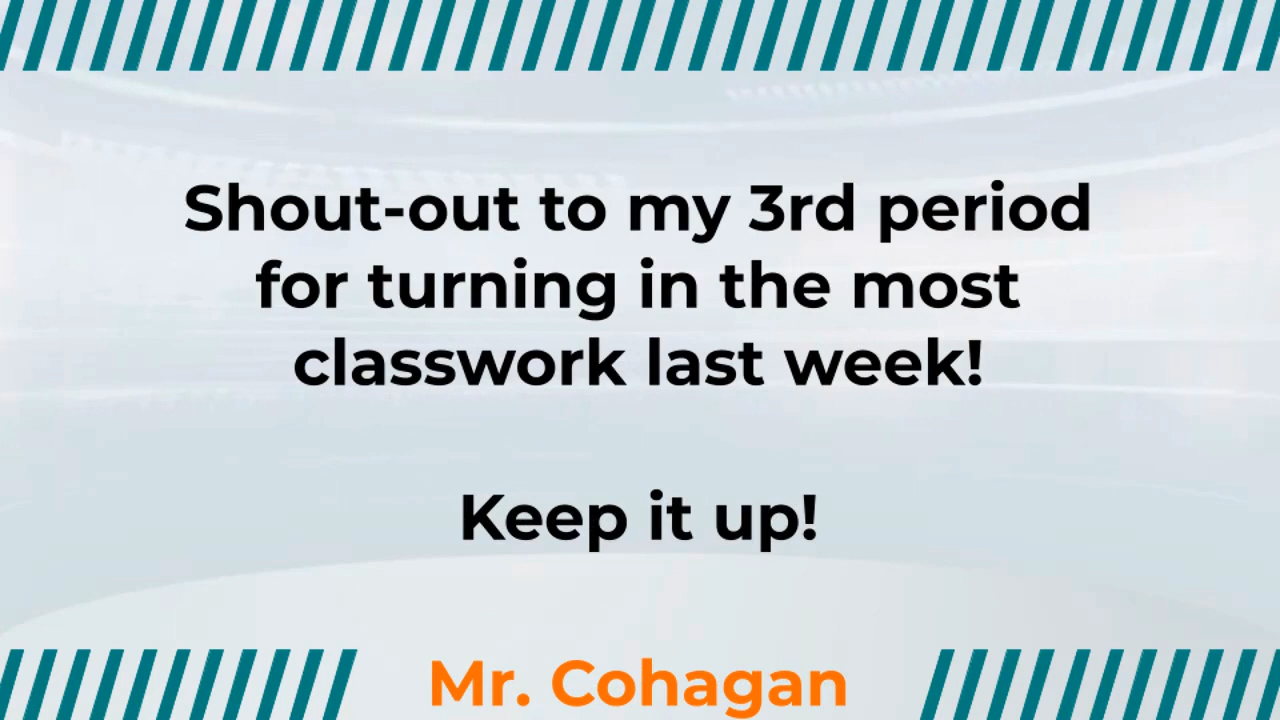 Shout-out to my 3rd period
for turning in the most
classwork last week!
Keep it up!
Mr. Cohagan